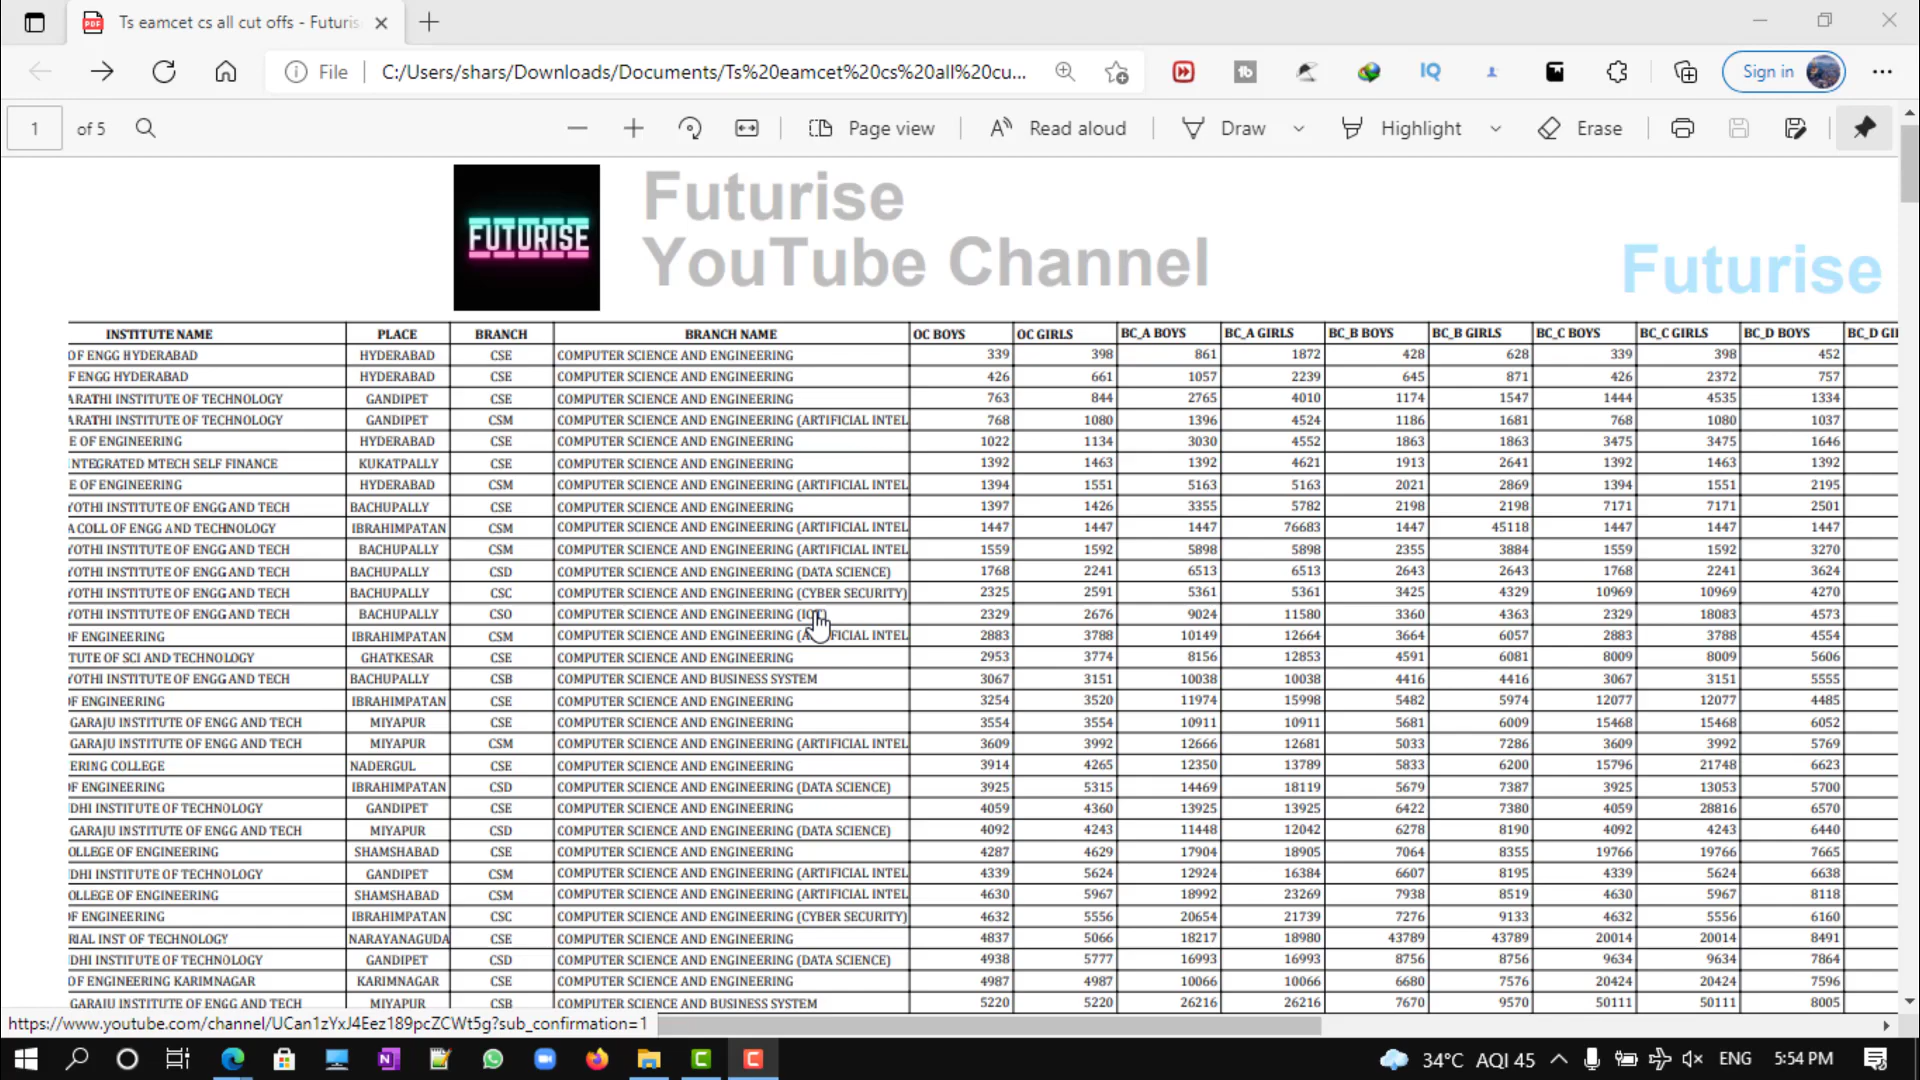 Ts eamcet cs all cut offs - Futuris
File
C:/Users/shars/Downloads/Documents/Ts%20eamcet%20cs%20all%20cu...
Sign in
1 of 5
Page view
Read aloud
Draw
Highlight
Erase
FUTURISE
Futurise
YouTube Channel
Futurise
INSTITUTE NAME PLACE BRANCH BRANCH NAME OC BOYS OC GIRLS BC_A BOYS BC_A GIRLS BC_B BOYS BC_B GIRLS BC_C BOYS BC_C GIRLS BC_D BOYS BC_D GI
OF ENGG HYDERABAD HYDERABAD CSE COMPUTER SCIENCE AND ENGINEERING 339 398 861 1872 428 628 339 398 452
F ENGG HYDERABAD HYDERABAD CSE COMPUTER SCIENCE AND ENGINEERING 426 661 1057 2239 645 871 426 2372 757
ARATHI INSTITUTE OF TECHNOLOGY GANDIPET CSE COMPUTER SCIENCE AND ENGINEERING 763 844 2765 4010 1174 1547 1444 4535 1334
ARATHI INSTITUTE OF TECHNOLOGY GANDIPET CSM COMPUTER SCIENCE AND ENGINEERING (ARTIFICIAL INTEL 768 1080 1396 4524 1186 1681 768 1080 1037
E OF ENGINEERING HYDERABAD CSE COMPUTER SCIENCE AND ENGINEERING 1022 1134 3030 4552 1863 1863 3475 3475 1646
INTEGRATED MTECH SELF FINANCE KUKATPALLY CSE COMPUTER SCIENCE AND ENGINEERING 1392 1463 1392 4621 1913 2641 1392 1463 1392
E OF ENGINEERING HYDERABAD CSM COMPUTER SCIENCE AND ENGINEERING (ARTIFICIAL INTEL 1394 1551 5163 5163 2021 2869 1394 1551 2195
YOTHI INSTITUTE OF ENGG AND TECH BACHUPALLY CSE COMPUTER SCIENCE AND ENGINEERING 1397 1426 3355 5782 2198 2198 7171 7171 2501
A COLL OF ENGG AND TECHNOLOGY IBRAHIMPATAN CSM COMPUTER SCIENCE AND ENGINEERING (ARTIFICIAL INTEL 1447 1447 1447 76683 1447 45118 1447 1447 1447
YOTHI INSTITUTE OF ENGG AND TECH BACHUPALLY CSM COMPUTER SCIENCE AND ENGINEERING (ARTIFICIAL INTEL 1559 1592 5898 5898 2355 3884 1559 1592 3270
YOTHI INSTITUTE OF ENGG AND TECH BACHUPALLY CSD COMPUTER SCIENCE AND ENGINEERING (DATA SCIENCE) 1768 2241 6513 6513 2643 2643 1768 2241 3624
YOTHI INSTITUTE OF ENGG AND TECH BACHUPALLY CSC COMPUTER SCIENCE AND ENGINEERING (CYBER SECURITY) 2325 2591 5361 5361 3425 4329 10969 10969 4270
YOTHI INSTITUTE OF ENGG AND TECH BACHUPALLY CSO COMPUTER SCIENCE AND ENGINEERING (IOT) 2329 2676 9024 11580 3360 4363 2329 18083 4573
OF ENGINEERING IBRAHIMPATAN CSM COMPUTER SCIENCE AND ENGINEERING (ARTIFICIAL INTEL 2883 3788 10149 12664 3664 6057 2883 3788 4554
TUTE OF SCI AND TECHNOLOGY GHATKESAR CSE COMPUTER SCIENCE AND ENGINEERING 2953 3774 8156 12853 4591 6081 8009 8009 5606
YOTHI INSTITUTE OF ENGG AND TECH BACHUPALLY CSB COMPUTER SCIENCE AND BUSINESS SYSTEM 3067 3151 10038 10038 4416 4416 3067 3151 5555
OF ENGINEERING IBRAHIMPATAN CSE COMPUTER SCIENCE AND ENGINEERING 3254 3520 11974 15998 5482 5974 12077 12077 4485
GARAJU INSTITUTE OF ENGG AND TECH MIYAPUR CSE COMPUTER SCIENCE AND ENGINEERING 3554 3554 10911 10911 5681 6009 15468 15468 6052
GARAJU INSTITUTE OF ENGG AND TECH MIYAPUR CSM COMPUTER SCIENCE AND ENGINEERING (ARTIFICIAL INTEL 3609 3992 12666 12681 5033 7286 3609 3992 5769
ERING COLLEGE NADERGUL CSE COMPUTER SCIENCE AND ENGINEERING 3914 4265 12350 13789 5833 6200 15796 21748 6623
OF ENGINEERING IBRAHIMPATAN CSD COMPUTER SCIENCE AND ENGINEERING (DATA SCIENCE) 3925 5315 14469 18119 5679 7387 3925 13053 5700
DHI INSTITUTE OF TECHNOLOGY GANDIPET CSE COMPUTER SCIENCE AND ENGINEERING 4059 4360 13925 13925 6422 7380 4059 28816 6570
GARAJU INSTITUTE OF ENGG AND TECH MIYAPUR CSD COMPUTER SCIENCE AND ENGINEERING (DATA SCIENCE) 4092 4243 11448 12042 6278 8190 4092 4243 6440
OLLEGE OF ENGINEERING SHAMSHABAD CSE COMPUTER SCIENCE AND ENGINEERING 4287 4629 17904 18905 7064 8355 19766 19766 7665
DHI INSTITUTE OF TECHNOLOGY GANDIPET CSM COMPUTER SCIENCE AND ENGINEERING (ARTIFICIAL INTEL 4339 5624 12924 16384 6607 8195 4339 5624 6638
OLLEGE OF ENGINEERING SHAMSHABAD CSM COMPUTER SCIENCE AND ENGINEERING (ARTIFICIAL INTEL 4630 5967 18992 23269 7938 8519 4630 5967 8118
OF ENGINEERING IBRAHIMPATAN CSC COMPUTER SCIENCE AND ENGINEERING (CYBER SECURITY) 4632 5556 20654 21739 7276 9133 4632 5556 6160
RIAL INST OF TECHNOLOGY NARAYANAGUDA CSE COMPUTER SCIENCE AND ENGINEERING 4837 5066 18217 18980 43789 43789 20014 20014 8491
DHI INSTITUTE OF TECHNOLOGY GANDIPET CSD COMPUTER SCIENCE AND ENGINEERING (DATA SCIENCE) 4938 5777 16993 16993 8756 8756 9634 9634 7864
OF ENGINEERING KARIMNAGAR KARIMNAGAR CSE COMPUTER SCIENCE AND ENGINEERING 4987 4987 10066 10066 6680 7576 20424 20424 7596
GARAJU INSTITUTE OF ENGG AND TECH MIYAPUR CSB COMPUTER SCIENCE AND BUSINESS SYSTEM 5220 5220 26216 26216 7670 9570 50111 50111 8005
https://www.youtube.com/channel/UCan1zYxJ4Eez189pcZCWt5g?sub_confirmation=1
34°C AQI 45 ENG 5:54 PM